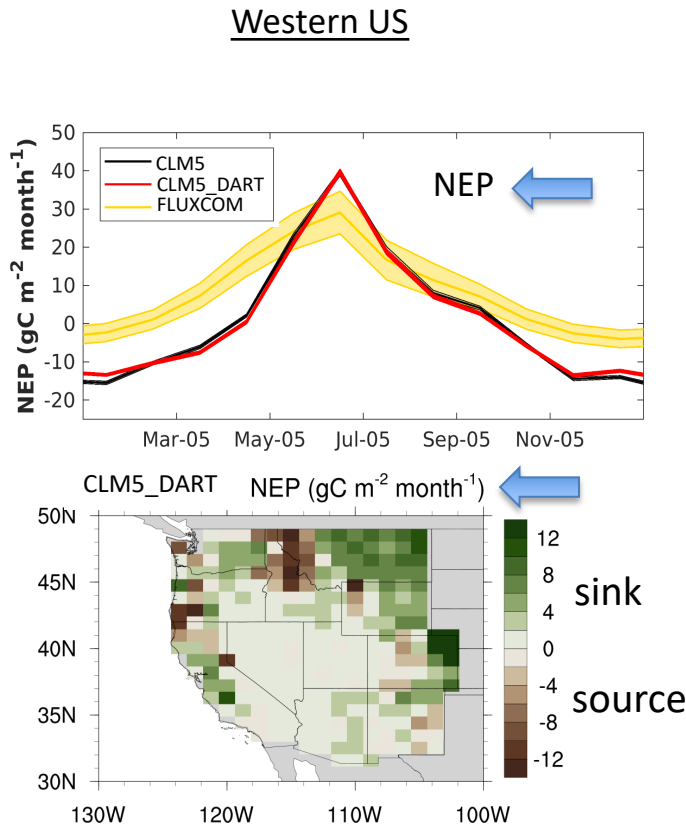 Western US
NEP (gC m⁻² month⁻¹)
50
40
30
20
10
0
-10
-20
CLM5
CLM5_DART
FLUXCOM
NEP
Mar-05 May-05 Jul-05 Sep-05 Nov-05
CLM5_DART NEP (gC m⁻² month⁻¹)
50N
45N
40N
35N
30N
130W 120W 110W 100W
12
8
4
0
-4
-8
-12
sink
source